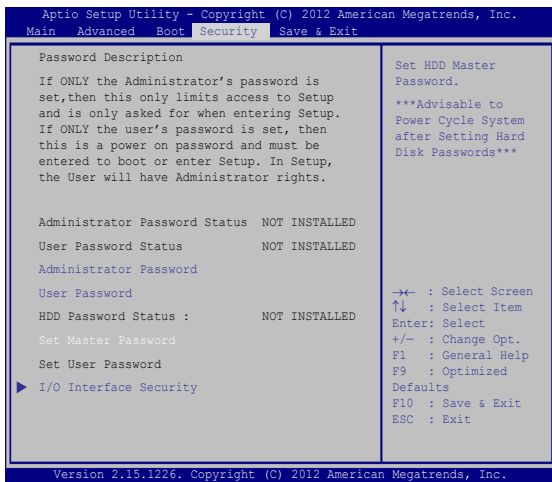 Aptio Setup Utility - Copyright (C) 2012 American Megatrends, Inc.
Main Advanced Boot Security Save & Exit
Password Description
If ONLY the Administrator's password is
set,then this only limits access to Setup
and is only asked for when entering Setup.
If ONLY the user's password is set, then
this is a power on password and must be
entered to boot or enter Setup. In Setup,
the User will have Administrator rights.
Administrator Password Status NOT INSTALLED
User Password Status NOT INSTALLED
Administrator Password
User Password
HDD Password Status : NOT INSTALLED
Set Master Password
Set User Password
I/O Interface Security
Set HDD Master
Password.
***Advisable to
Power Cycle System
after Setting Hard
Disk Passwords***
→← : Select Screen
↑↓ : Select Item
Enter: Select
+/— : Change Opt.
F1 : General Help
F9 : Optimized
Defaults
F10 : Save & Exit
ESC : Exit
Version 2.15.1226. Copyright (C) 2012 American Megatrends, Inc.